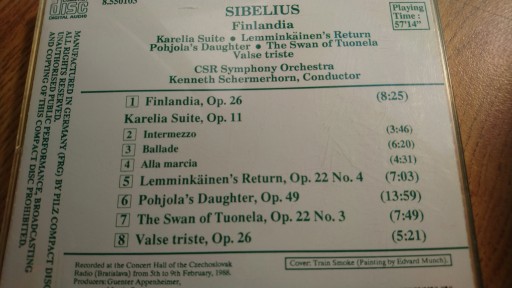 DISC
DIGITAL AUDIO
8.550103
SIBELIUS
Finlandia
Karelia Suite • Lemminkäinen's Return
Pohjola's Daughter • The Swan of Tuonela
Valse triste
CSR Symphony Orchestra
Kenneth Schermerhorn, Conductor
Playing
Time:
57'14"
1 Finlandia, Op. 26 (8:25)
Karelia Suite, Op. 11
2 Intermezzo (3:46)
3 Ballade (6:20)
4 Alla marcia (4:31)
5 Lemminkäinen's Return, Op. 22 No. 4 (7:03)
6 Pohjola's Daughter, Op. 49 (13:59)
7 The Swan of Tuonela, Op. 22 No. 3 (7:49)
8 Valse triste, Op. 26 (5:21)
Recorded at the Concert Hall of the Czechoslovak
Radio (Bratislava) from 5th to 9th February, 1988.
Producers: Guenter Appenheimer,
Cover: Train Smoke (Painting by Edvard Munch).
MANUFACTURED IN GERMANY (FRG) BY PILZ COMPACT DISC
ALL RIGHTS RESERVED.
UNAUTHORISED PUBLIC PERFORMANCE, BROADCASTING
AND COPYING OF THIS COMPACT DISC PROHIBITED.